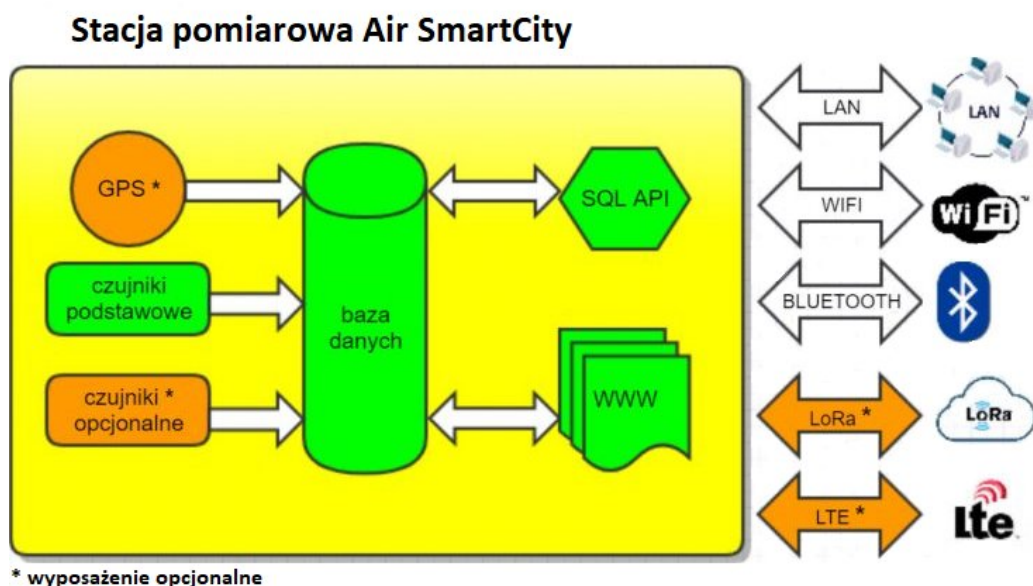 Stacja pomiarowa Air SmartCity
GPS *
czujniki
podstawowe
czujniki *
opcjonalne
baza
danych
SQL API
WWW
LAN
LAN
WIFI
Wi Fi™
BLUETOOTH
LoRa *
LoRa
LTE *
Lte
* wyposażenie opcjonalne